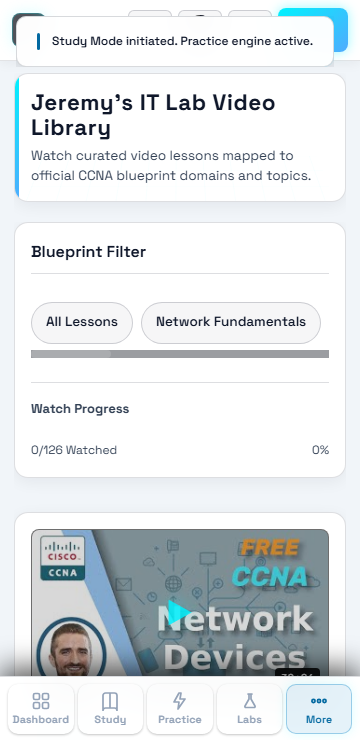 Study Mode initiated. Practice engine active.
Jeremy's IT Lab Video
Library
Watch curated video lessons mapped to
official CCNA blueprint domains and topics.
Blueprint Filter
All Lessons
Network Fundamentals
Watch Progress
0/126 Watched
0%
CISCO
CCNA
FREE
CCNA
Network
Devices
Dashboard
Study
Practice
Labs
More